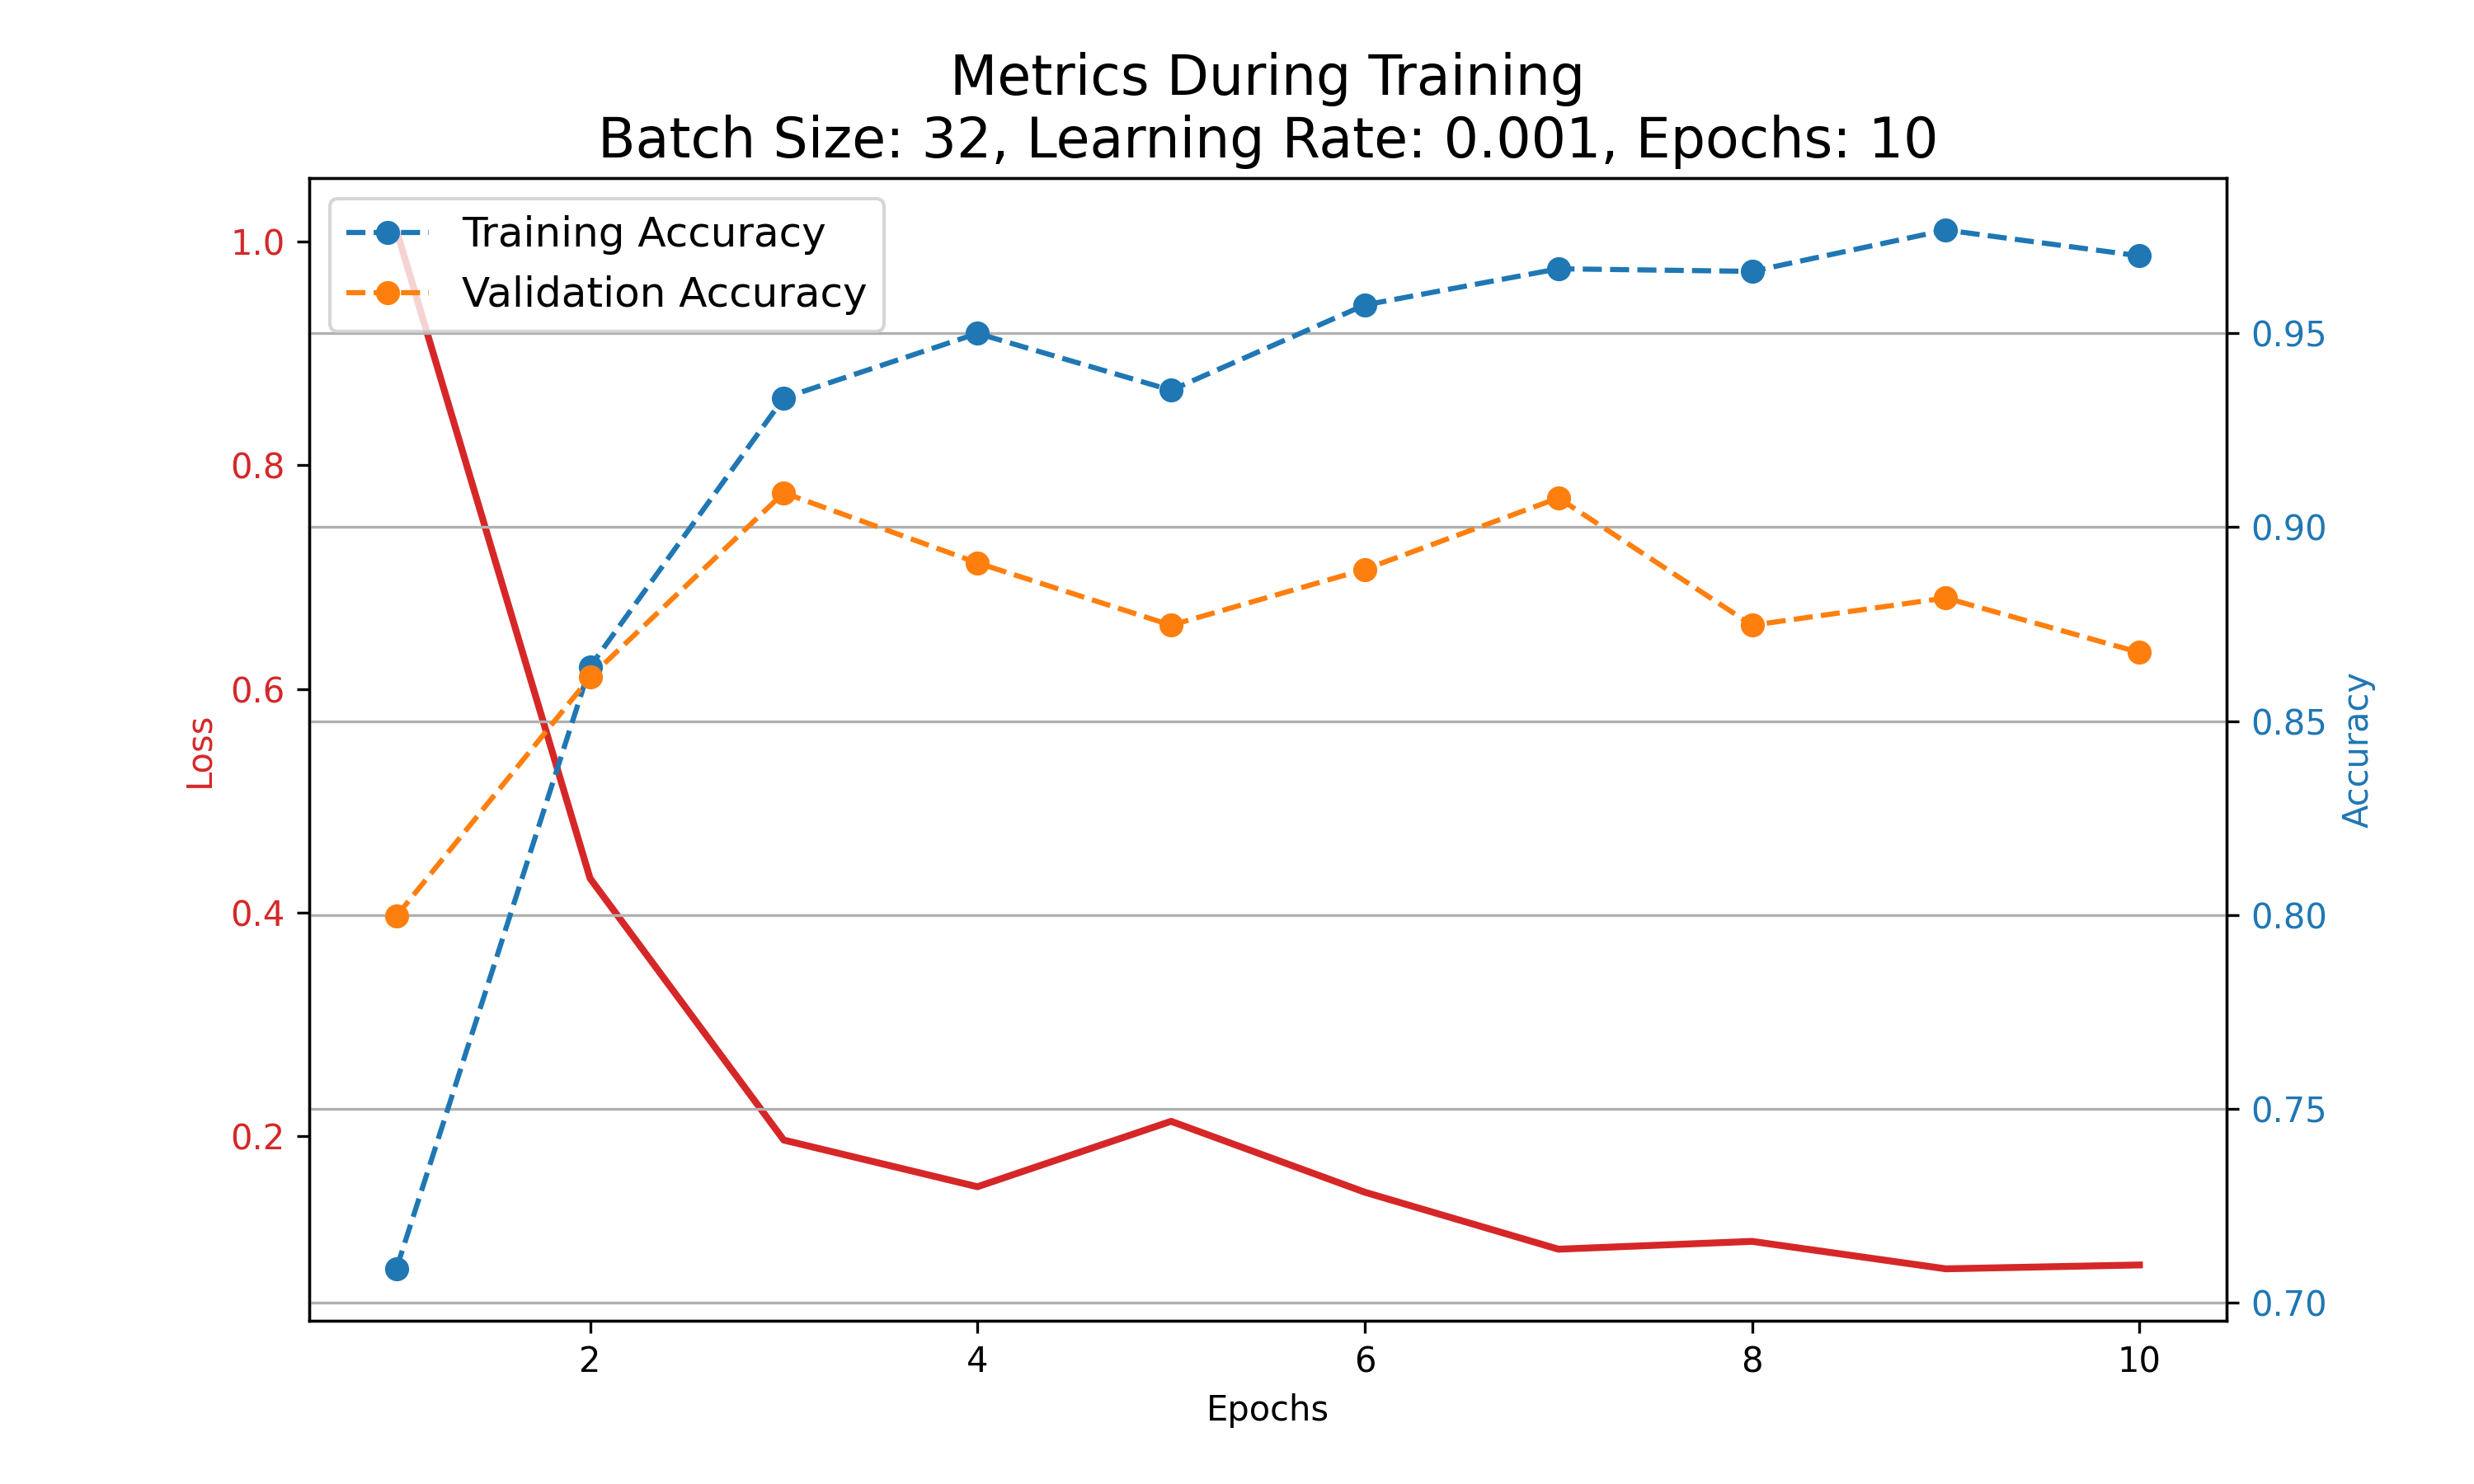 Metrics During Training
Batch Size: 32, Learning Rate: 0.001, Epochs: 10
Training Accuracy
Validation Accuracy
1.0
0.8
0.6
0.4
0.2
Loss
0.95
0.90
0.85
0.80
0.75
0.70
Accuracy
2 4 6 8 10
Epochs